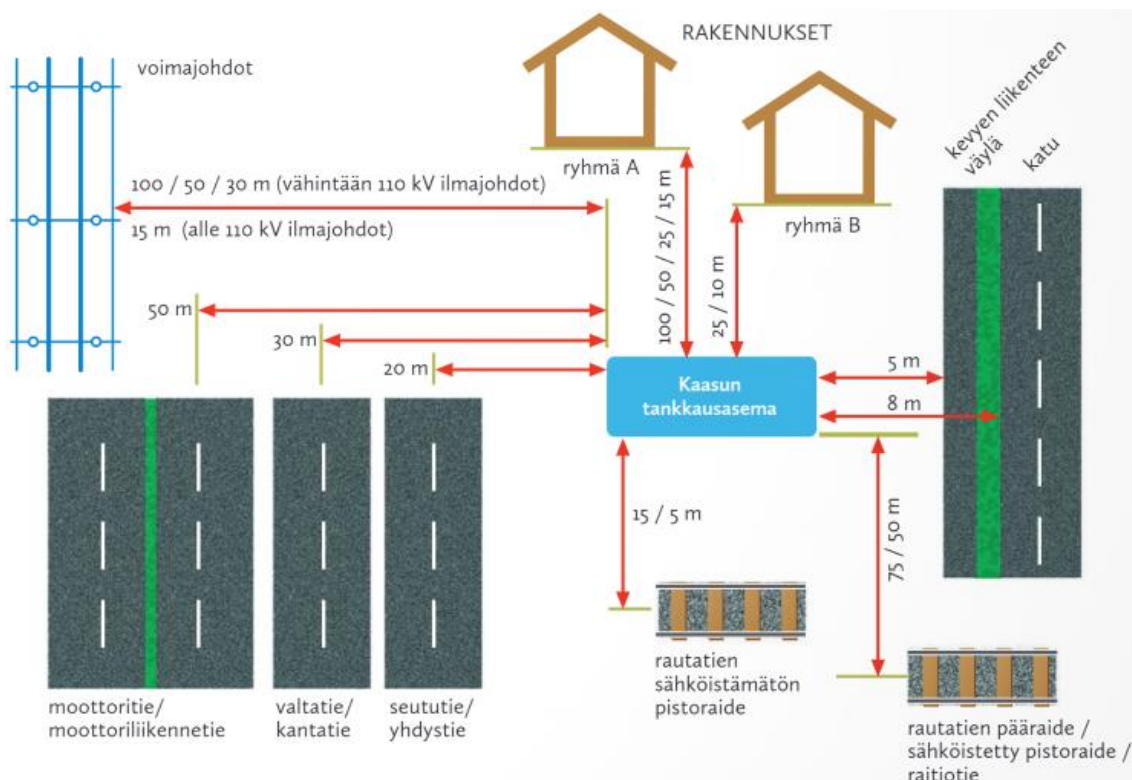 RAKENNUKSET
voimajohdot
ryhmä A
ryhmä B
kevyen liikenteen
väylä
katu
100 / 50 / 30 m (vähintään 110 kV ilmajohdot)
15 m (alle 110 kV ilmajohdot)
100 / 50 / 25 / 15 m
25 / 10 m
50 m
30 m
20 m
Kaasun
tankkausasema
5 m
8 m
15 / 5 m
75 / 50 m
moottoritie/
moottoriliikennetie
valtatie/
kantatie
seututie/
yhdystie
rautatien
sähköistämätön
pistoraide
rautatien pääraide /
sähköistetty pistoraide /
raitiotie